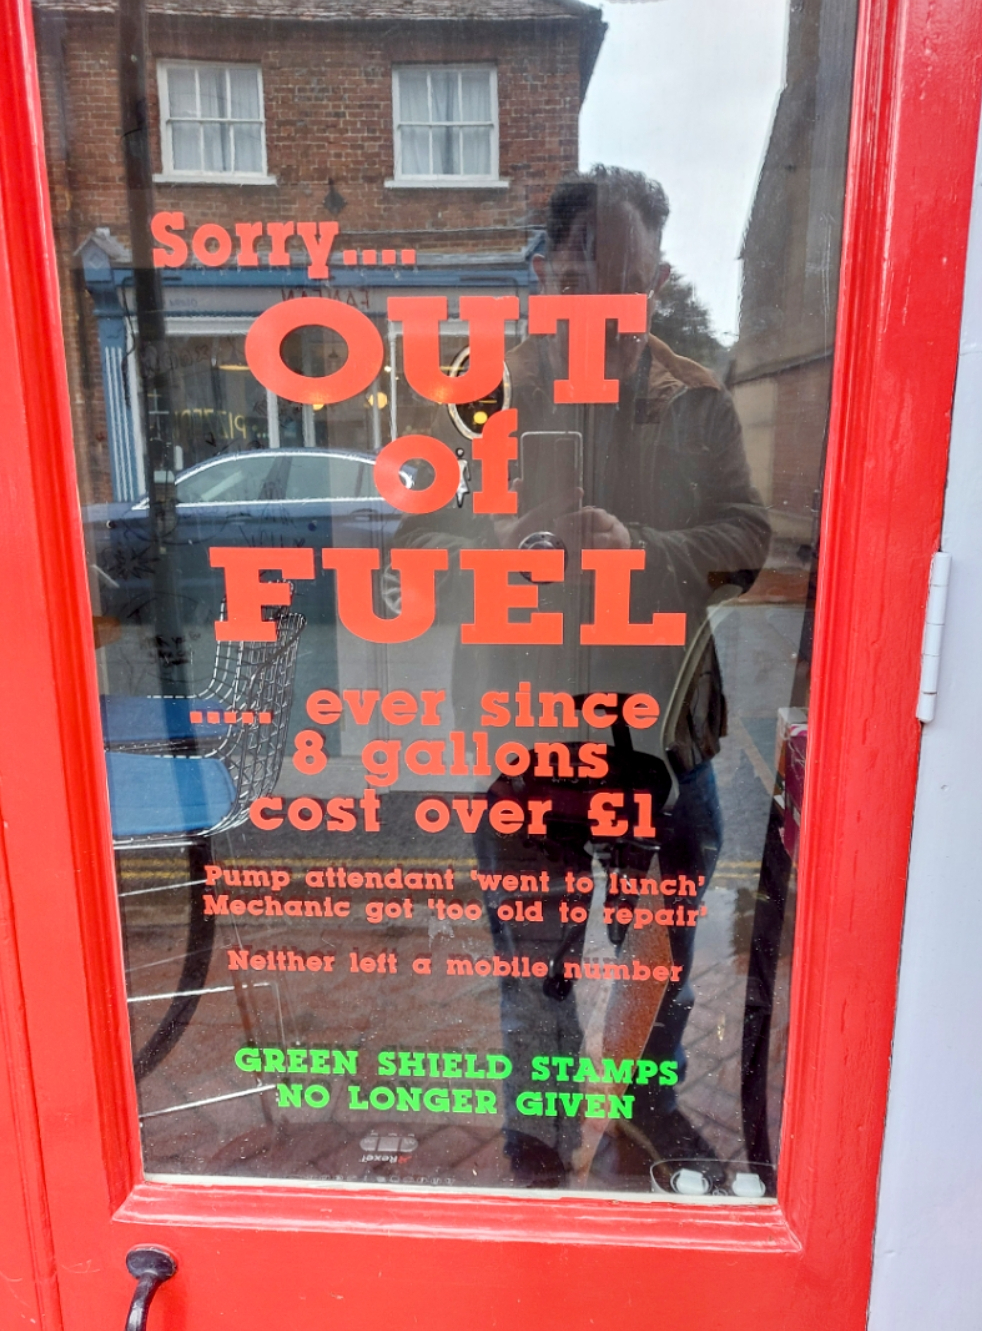 Sorry....
OUT
of
FUEL
..... ever since
8 gallons
cost over £1
Pump attendant 'went to lunch'
Mechanic got 'too old to repair'
Neither left a mobile number
GREEN SHIELD STAMPS
NO LONGER GIVEN
Rexel